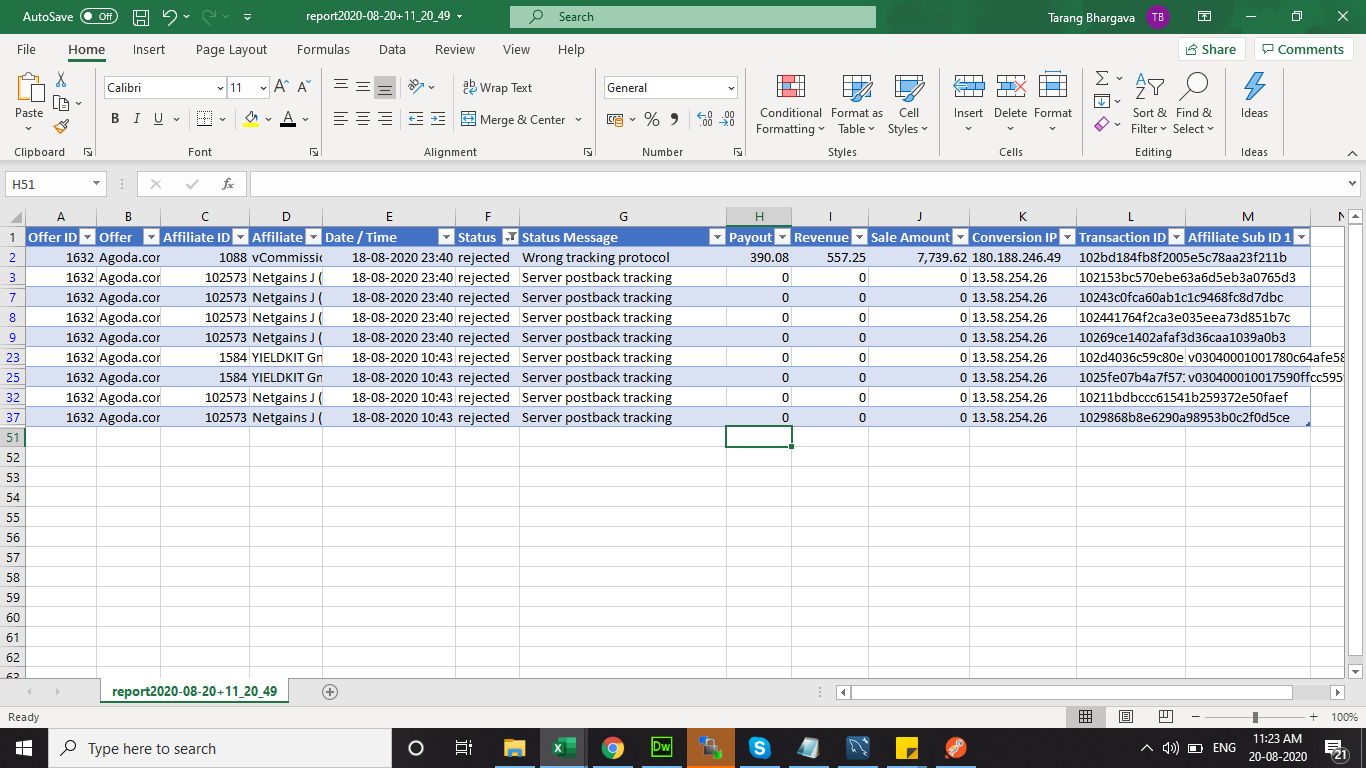 AutoSave Off report2020-08-20+11_20_49 Search Tarang Bhargava TB
File Home Insert Page Layout Formulas Data Review View Help Share Comments
Paste Calibri 11 A A Wrap Text General Conditional Formatting Format as Table Cell Styles Insert Delete Format Sort & Filter Find & Select Ideas
B I U A Merge & Center % 
Clipboard Font Alignment Number Styles Cells Editing Ideas
H51 fx
A B C D E F G H I J K L M N
1 Offer ID Offer Affiliate ID Affiliate Date / Time Status Status Message Payout Revenue Sale Amount Conversion IP Transaction ID Affiliate Sub ID 1
2 1632 Agoda.cor 1088 vCommissic 18-08-2020 23:40 rejected Wrong tracking protocol 390.08 557.25 7,739.62 180.188.246.49 102bd184fb8f2005e5c78aa23f211b
3 1632 Agoda.cor 102573 Netgains J ( 18-08-2020 23:40 rejected Server postback tracking 0 0 0 13.58.254.26 102153bc570ebe63a6d5eb3a0765d3
7 1632 Agoda.cor 102573 Netgains J ( 18-08-2020 23:40 rejected Server postback tracking 0 0 0 13.58.254.26 10243c0fca60ab1c1c9468fc8d7dbc
8 1632 Agoda.cor 102573 Netgains J ( 18-08-2020 23:40 rejected Server postback tracking 0 0 0 13.58.254.26 102441764f2ca3e035eea73d851b7c
9 1632 Agoda.cor 102573 Netgains J ( 18-08-2020 23:40 rejected Server postback tracking 0 0 0 13.58.254.26 10269ce1402afaf3d36caa1039a0b3
23 1632 Agoda.cor 1584 YIELDKIT Gn 18-08-2020 10:43 rejected Server postback tracking 0 0 0 13.58.254.26 102d4036c59c80e v03040001001780c64afe58
25 1632 Agoda.cor 1584 YIELDKIT Gn 18-08-2020 10:43 rejected Server postback tracking 0 0 0 13.58.254.26 1025fe07b4a7f571 v030400010017590ffcc595
32 1632 Agoda.cor 102573 Netgains J ( 18-08-2020 10:43 rejected Server postback tracking 0 0 0 13.58.254.26 10211bdbccc61541b259372e50faef
37 1632 Agoda.cor 102573 Netgains J ( 18-08-2020 10:43 rejected Server postback tracking 0 0 0 13.58.254.26 1029868b8e6290a98953b0c2f0d5ce
51
52
53
54
55
56
57
58
59
60
61
62
63
report2020-08-20+11_20_49
Ready 100%
Type here to search Dw ENG 11:23 AM
20-08-2020 21